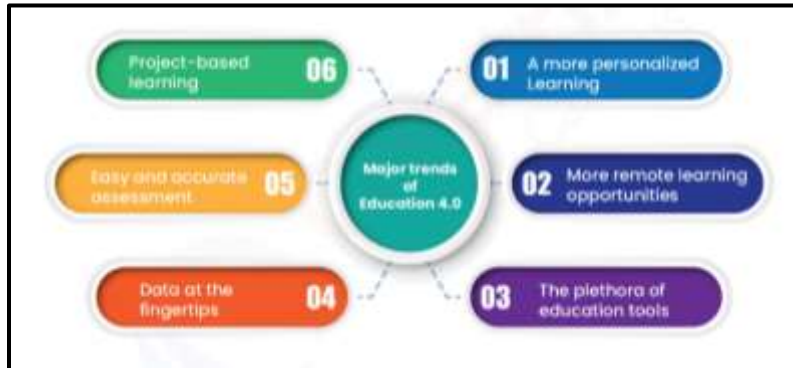 Major trends
of
Education 4.0
01
A more personalized
Learning
02
More remote learning
opportunities
03
The plethora of
education tools
04
Data at the
fingertips
05
Easy and accurate
assessment
06
Project-based
learning